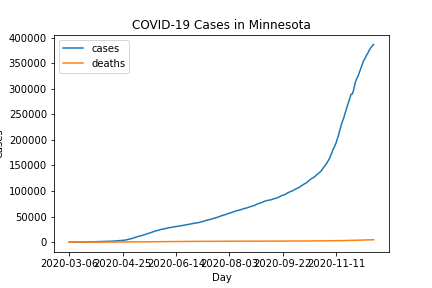 COVID-19 Cases in Minnesota
cases
deaths
400000
350000
300000
250000
200000
150000
100000
50000
0
Cases
2020-03-06 2020-04-25 2020-06-14 2020-08-03 2020-09-22 2020-11-11
Day